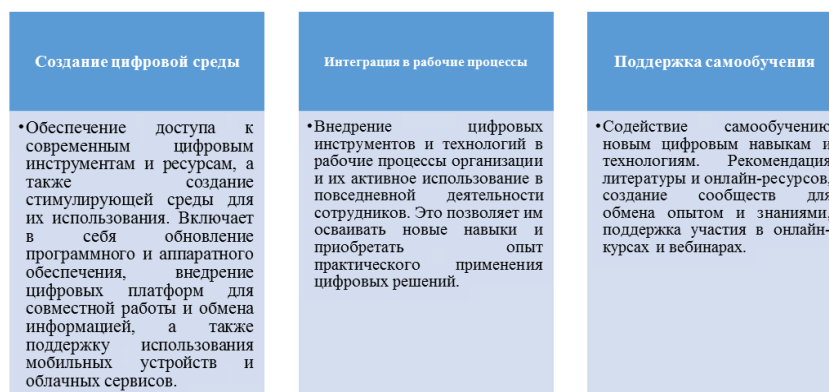 Создание цифровой среды
•Обеспечение доступа к
современным цифровым
инструментам и ресурсам, а
также создание
стимулирующей среды для
их использования. Включает
в себя обновление
программного и аппаратного
обеспечения, внедрение
цифровых платформ для
совместной работы и обмена
информацией, а также
поддержку использования
мобильных устройств и
облачных сервисов.
Интеграция в рабочие процессы
•Внедрение цифровых
инструментов и технологий в
рабочие процессы организации
и их активное использование в
повседневной деятельности
сотрудников. Это позволяет им
осваивать новые навыки и
приобретать опыт
практического применения
цифровых решений.
Поддержка самообучения
•Содействие самообучению
новым цифровым навыкам и
технологиям. Рекомендация
литературы и онлайн-ресурсов,
создание сообществ для
обмена опытом и знаниями,
поддержка участия в онлайн-
курсах и вебинарах.